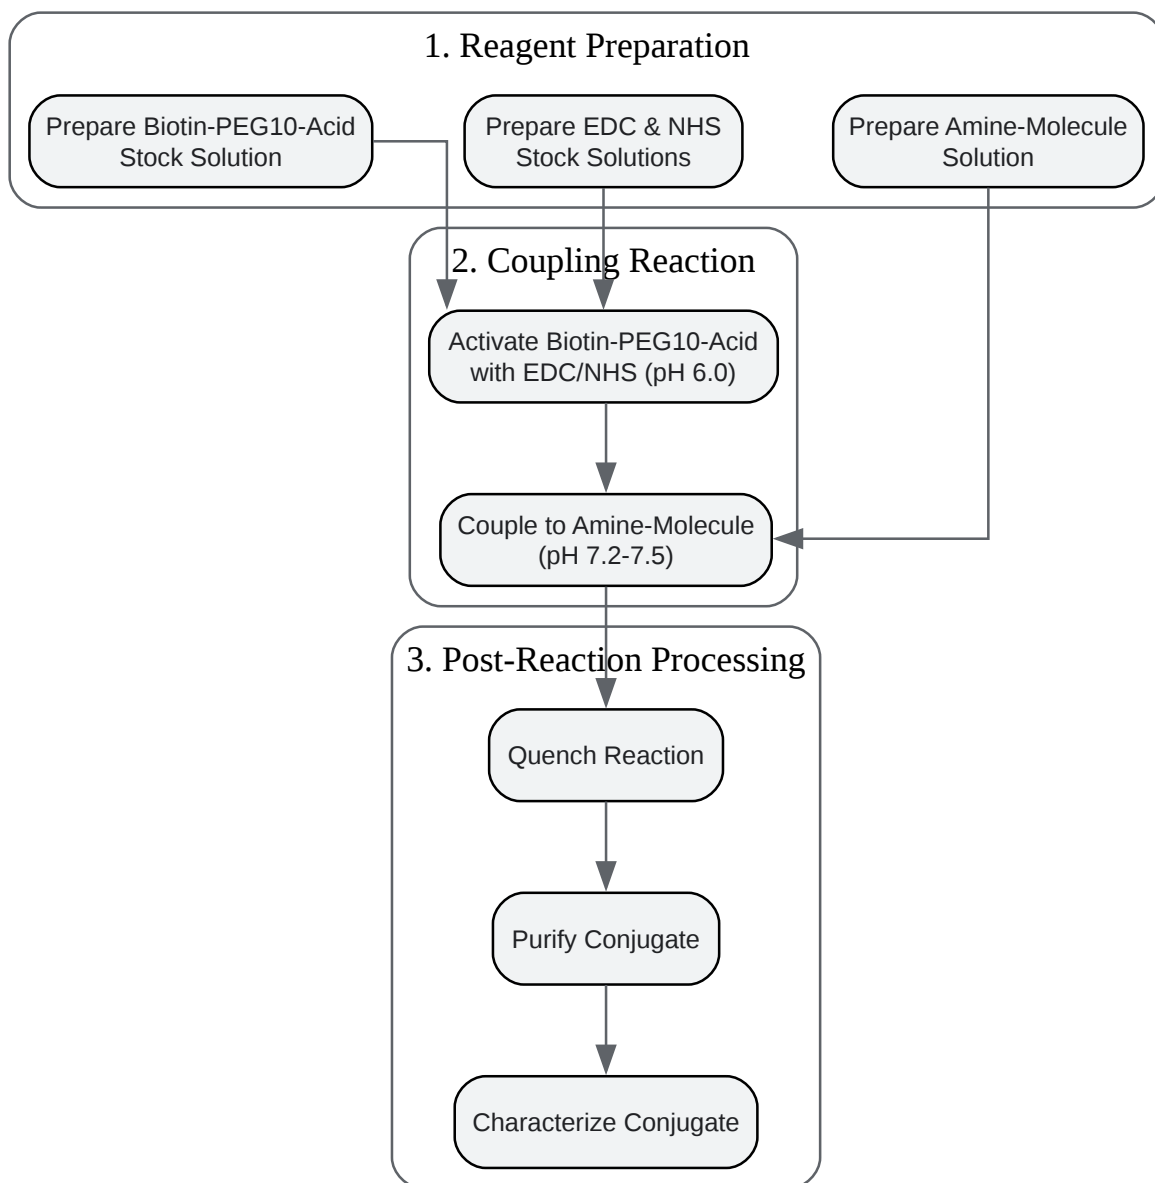 1. Reagent Preparation
Prepare Biotin-PEG10-Acid
Stock Solution
Prepare EDC & NHS
Stock Solutions
Prepare Amine-Molecule
Solution
2. Coupling Reaction
Activate Biotin-PEG10-Acid
with EDC/NHS (pH 6.0)
Couple to Amine-Molecule
(pH 7.2-7.5)
3. Post-Reaction Processing
Quench Reaction
Purify Conjugate
Characterize Conjugate